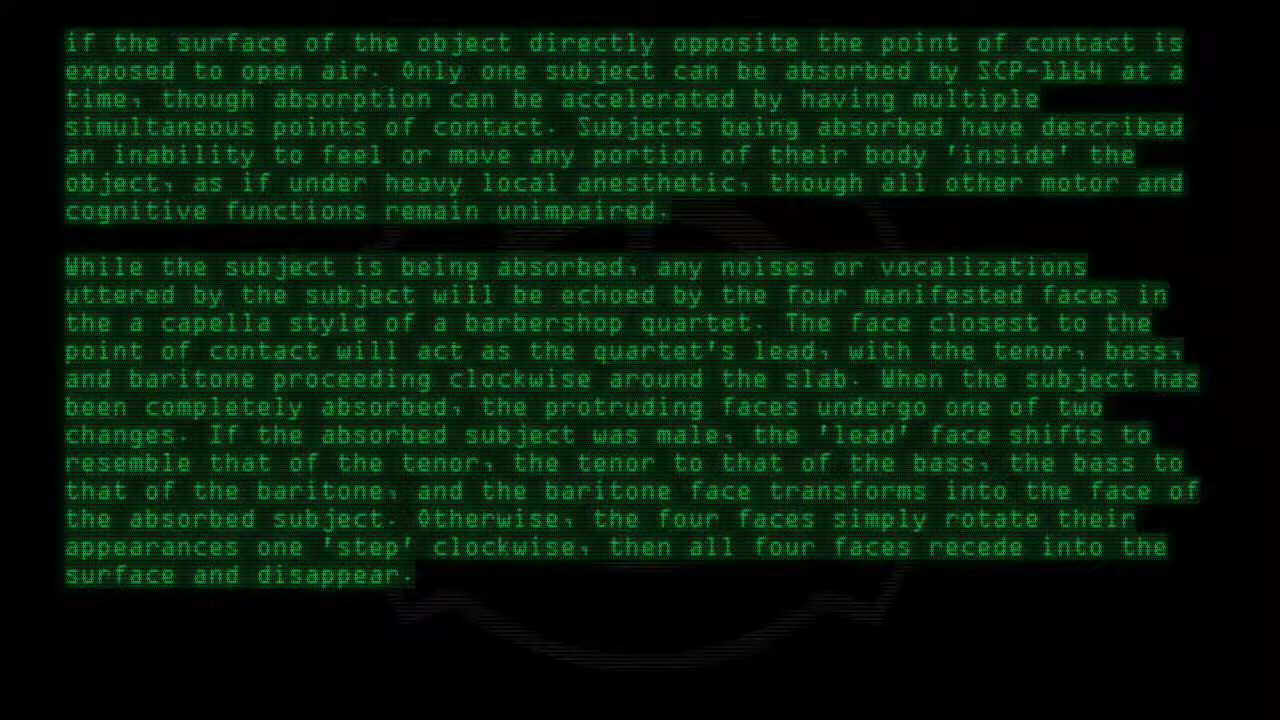 if the surface of the object directly opposite the point of contact is
exposed to open air. Only one subject can be absorbed by SCP-1164 at a
time, though absorption can be accelerated by having multiple
simultaneous points of contact. Subjects being absorbed have described
an inability to feel or move any portion of their body 'inside' the
object, as if under heavy local anesthetic, though all other motor and
cognitive functions remain unimpaired.
While the subject is being absorbed, any noises or vocalizations
uttered by the subject will be echoed by the four manifested faces in
the a capella style of a barbershop quartet. The face closest to the
point of contact will act as the quartet's lead, with the tenor, bass,
and baritone proceeding clockwise around the slab. When the subject has
been completely absorbed, the protruding faces undergo one of two
changes. If the absorbed subject was male, the 'lead' face shifts to
resemble that of the tenor, the tenor to that of the bass, the bass to
that of the baritone, and the baritone face transforms into the face of
the absorbed subject. Otherwise, the four faces simply rotate their
appearances one 'step' clockwise, then all four faces recede into the
surface and disappear.